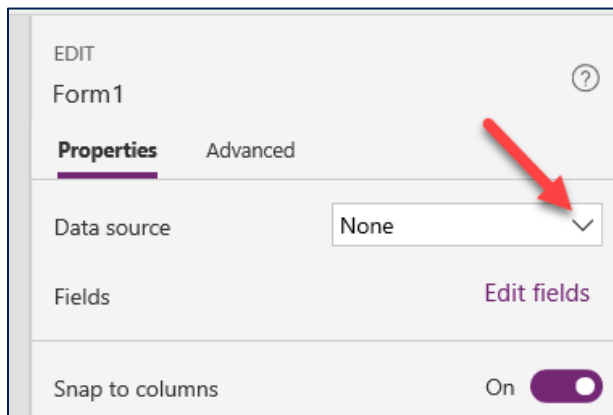 EDIT
Form1
?
Properties Advanced
Data source None
Fields Edit fields
Snap to columns On